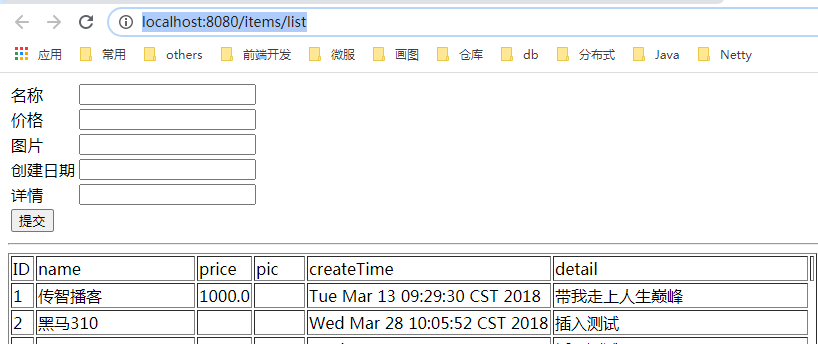 localhost:8080/items/list
应用 常用 others 前端开发 微服 画图 仓库 db 分布式 Java Netty
名称
价格
图片
创建日期
详情
提交
ID name price pic createTime detail
1 传智播客 1000.0 Tue Mar 13 09:29:30 CST 2018 带我走上人生巅峰
2 黑马310 Wed Mar 28 10:05:52 CST 2018 插入测试